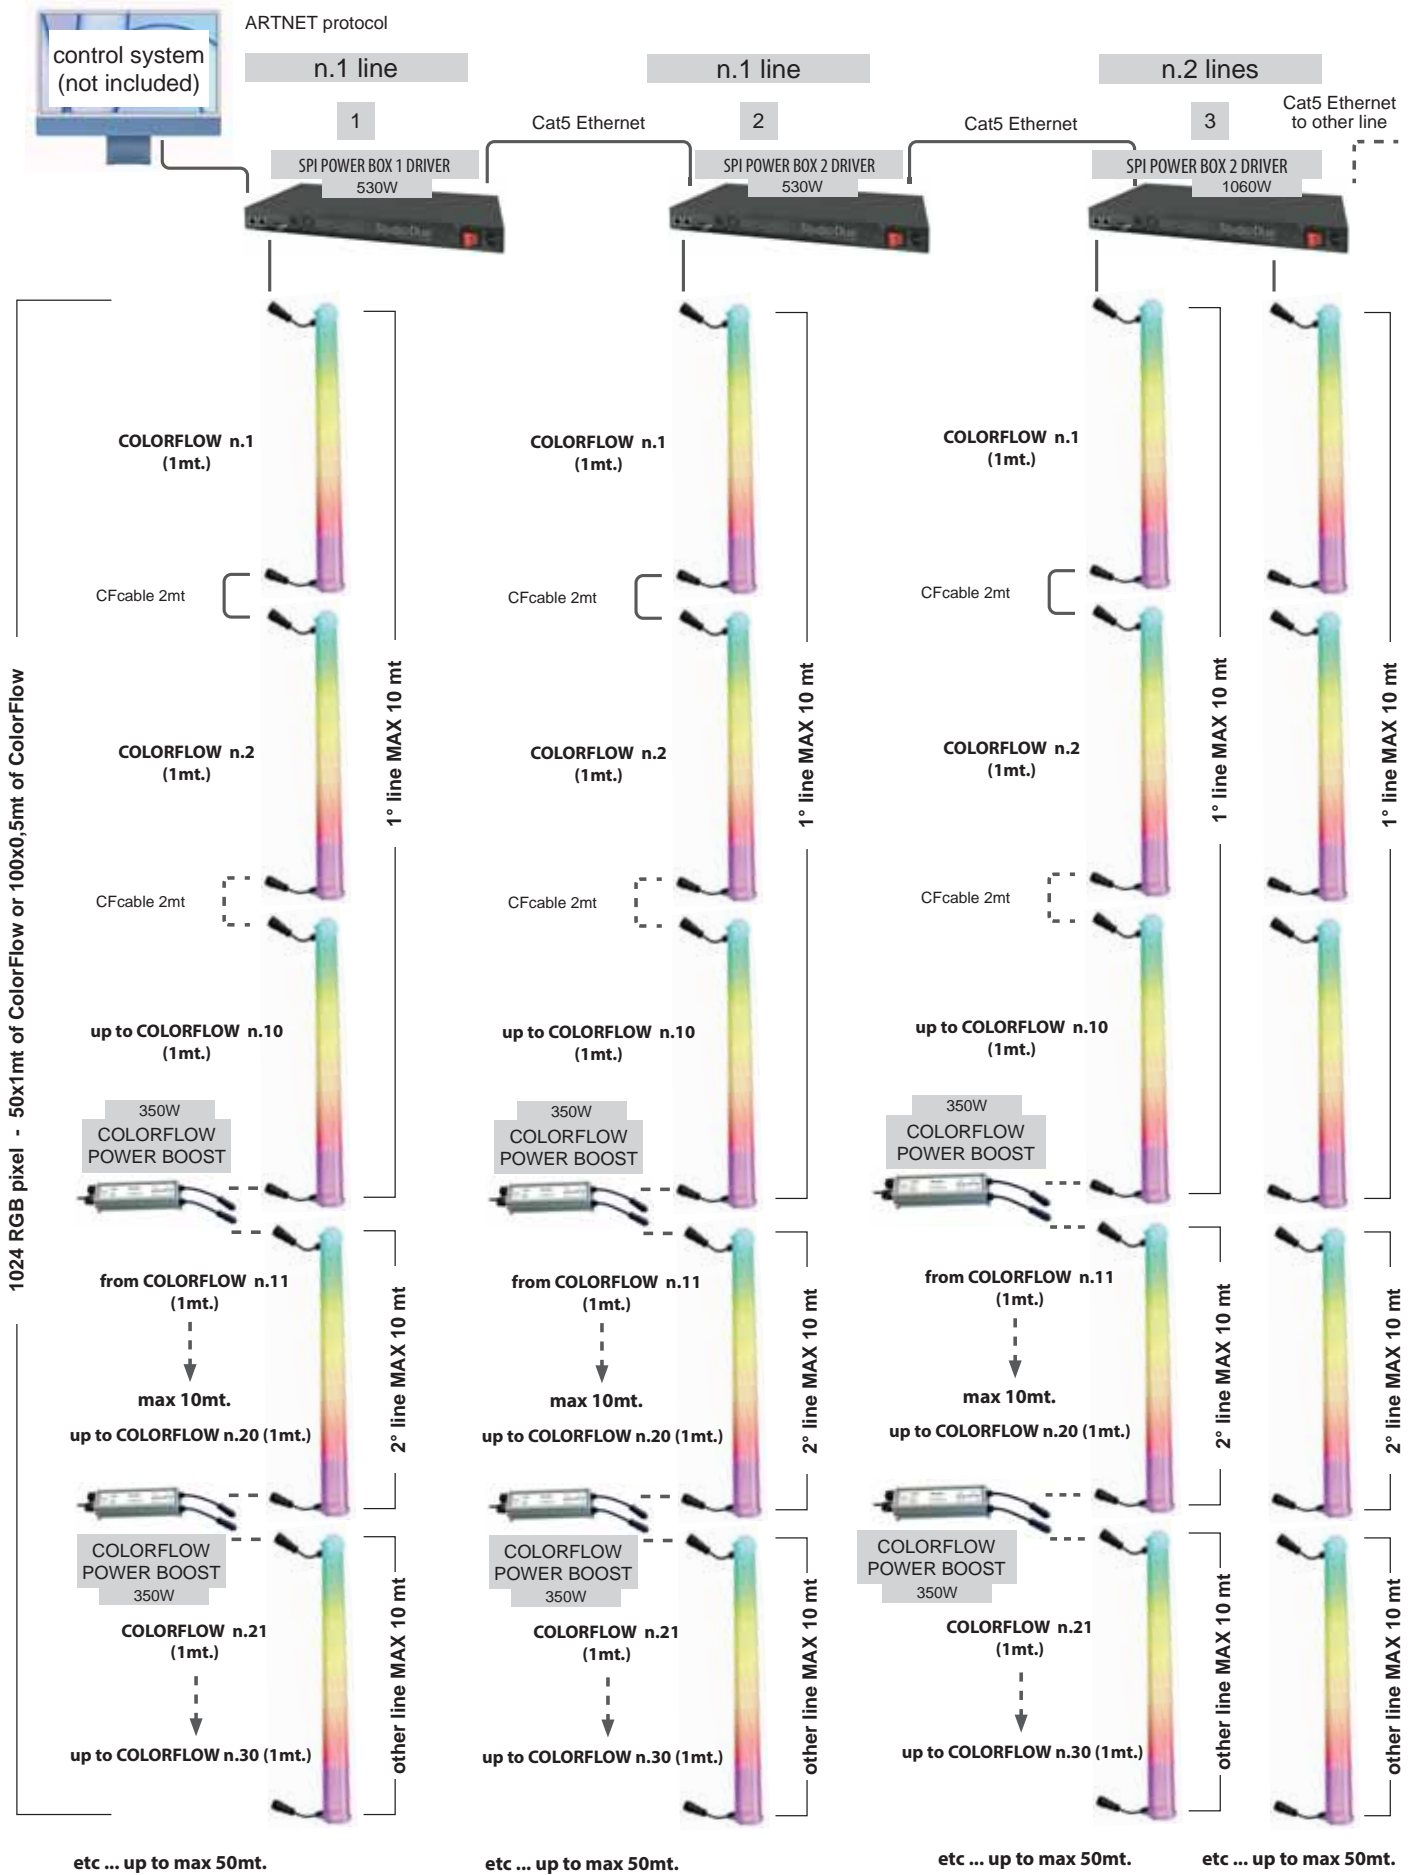 ARTNET protocol
control system
(not included)
n.1 line
n.1 line
n.2 lines
1
Cat5 Ethernet
2
Cat5 Ethernet
3
Cat5 Ethernet
to other line
SPI POWER BOX 1 DRIVER
530W
SPI POWER BOX 2 DRIVER
530W
SPI POWER BOX 2 DRIVER
1060W
1024 RGB pixel - 50x1mt of ColorFlow or 100x0,5mt of ColorFlow
COLORFLOW n.1
(1mt.)
CFcable 2mt
COLORFLOW n.2
(1mt.)
CFcable 2mt
up to COLORFLOW n.10
(1mt.)
1° line MAX 10 mt
350W
COLORFLOW
POWER BOOST
from COLORFLOW n.11
(1mt.)
max 10mt.
up to COLORFLOW n.20 (1mt.)
2° line MAX 10 mt
COLORFLOW
POWER BOOST
350W
COLORFLOW n.21
(1mt.)
up to COLORFLOW n.30 (1mt.)
other line MAX 10 mt
etc ... up to max 50mt.
COLORFLOW n.1
(1mt.)
CFcable 2mt
COLORFLOW n.2
(1mt.)
CFcable 2mt
up to COLORFLOW n.10
(1mt.)
1° line MAX 10 mt
350W
COLORFLOW
POWER BOOST
from COLORFLOW n.11
(1mt.)
max 10mt.
up to COLORFLOW n.20 (1mt.)
2° line MAX 10 mt
COLORFLOW
POWER BOOST
350W
COLORFLOW n.21
(1mt.)
up to COLORFLOW n.30 (1mt.)
other line MAX 10 mt
etc ... up to max 50mt.
COLORFLOW n.1
(1mt.)
CFcable 2mt
COLORFLOW n.2
(1mt.)
CFcable 2mt
up to COLORFLOW n.10
(1mt.)
1° line MAX 10 mt
350W
COLORFLOW
POWER BOOST
from COLORFLOW n.11
(1mt.)
max 10mt.
up to COLORFLOW n.20 (1mt.)
2° line MAX 10 mt
COLORFLOW
POWER BOOST
350W
COLORFLOW n.21
(1mt.)
up to COLORFLOW n.30 (1mt.)
other line MAX 10 mt
etc ... up to max 50mt.
1° line MAX 10 mt
2° line MAX 10 mt
other line MAX 10 mt
etc ... up to max 50mt.